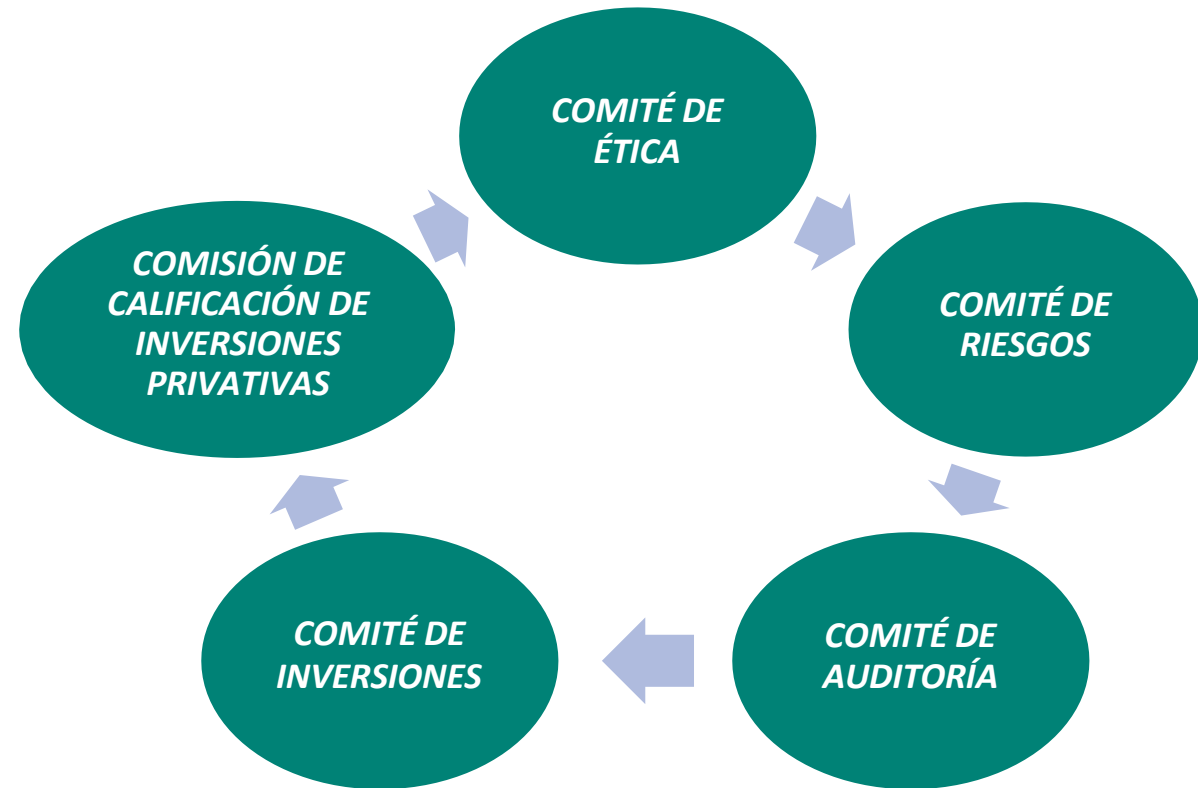 COMITÉ DE
ÉTICA
COMITÉ DE
RIESGOS
COMITÉ DE
AUDITORÍA
COMITÉ DE
INVERSIONES
COMISIÓN DE
CALIFICACIÓN DE
INVERSIONES
PRIVATIVAS